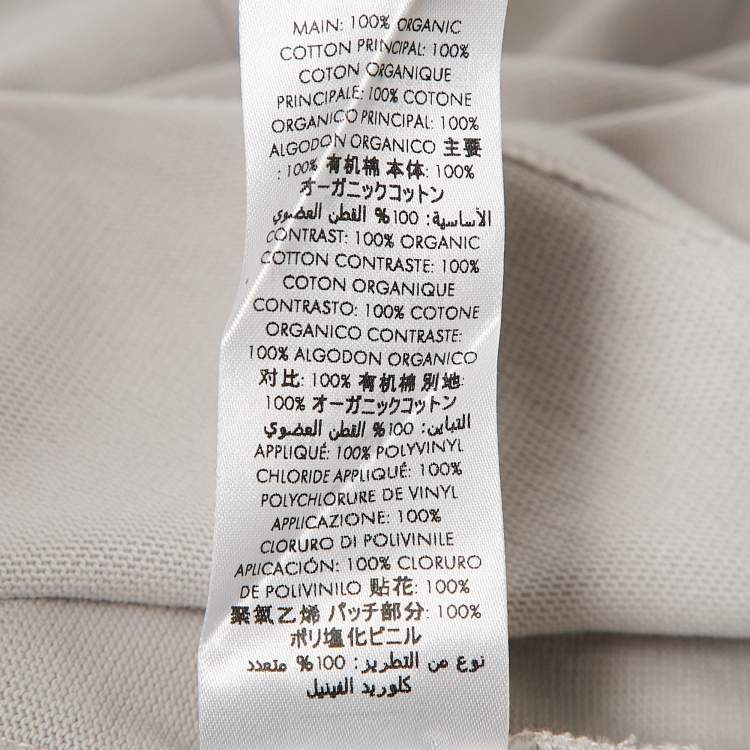 MAIN: 100% ORGANIC
COTTON PRINCIPAL: 100%
COTON ORGANIQUE
PRINCIPALE: 100% COTONE
ORGANICO PRINCIPAL: 100%
ALGODON ORGANICO 主要
: 100% 有机棉 本体: 100%
オーガニックコットン
الأساسية: 100% القطن العضوي
CONTRAST: 100% ORGANIC
COTTON CONTRASTE: 100%
COTON ORGANIQUE
CONTRASTO: 100% COTONE
ORGANICO CONTRASTE:
100% ALGODON ORGANICO
对比: 100% 有机棉 別地:
100% オーガニックコットン
التباين: 100% القطن العضوي
APPLIQUÉ: 100% POLYVINYL
CHLORIDE APPLIQUÉ: 100%
POLYCHLORURE DE VINYL
APPLICAZIONE: 100%
CLORURO DI POLIVINILE
APLICACIÓN: 100% CLORURO
DE POLIVINILO 贴花: 100%
聚氯乙烯 パッチ部分: 100%
ポリ塩化ビニル
نوع من التطريز: 100% متعدد
كلوريد الفينيل